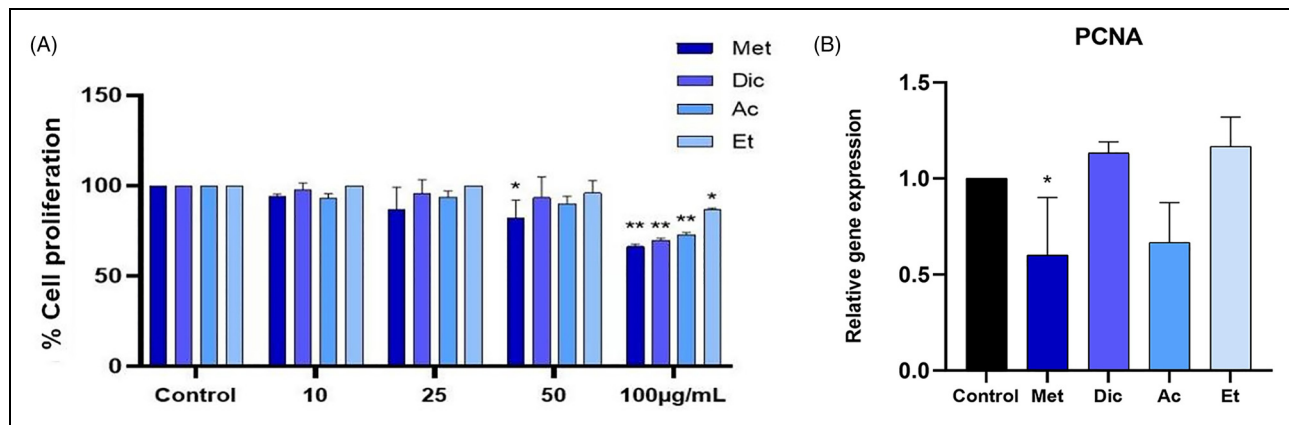 (A)
Met
Dic
Ac
Et
% Cell proliferation
150
100
50
0
*
** ** ** *
Control 10 25 50 100µg/mL
(B)
PCNA
Relative gene expression
1.5
1.0
0.5
0.0
*
Control Met Dic Ac Et